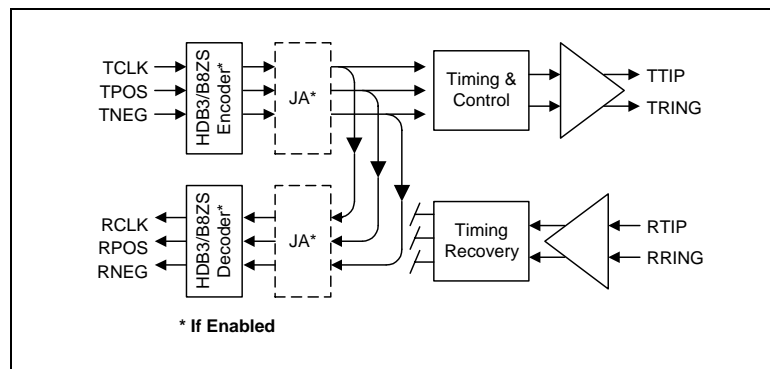 TCLK
TPOS
TNEG
HDB3/B8ZS
Encoder*
JA*
Timing &
Control
TTIP
TRING
RCLK
RPOS
RNEG
HDB3/B8ZS
Decoder*
JA*
Timing
Recovery
RTIP
RRING
* If Enabled